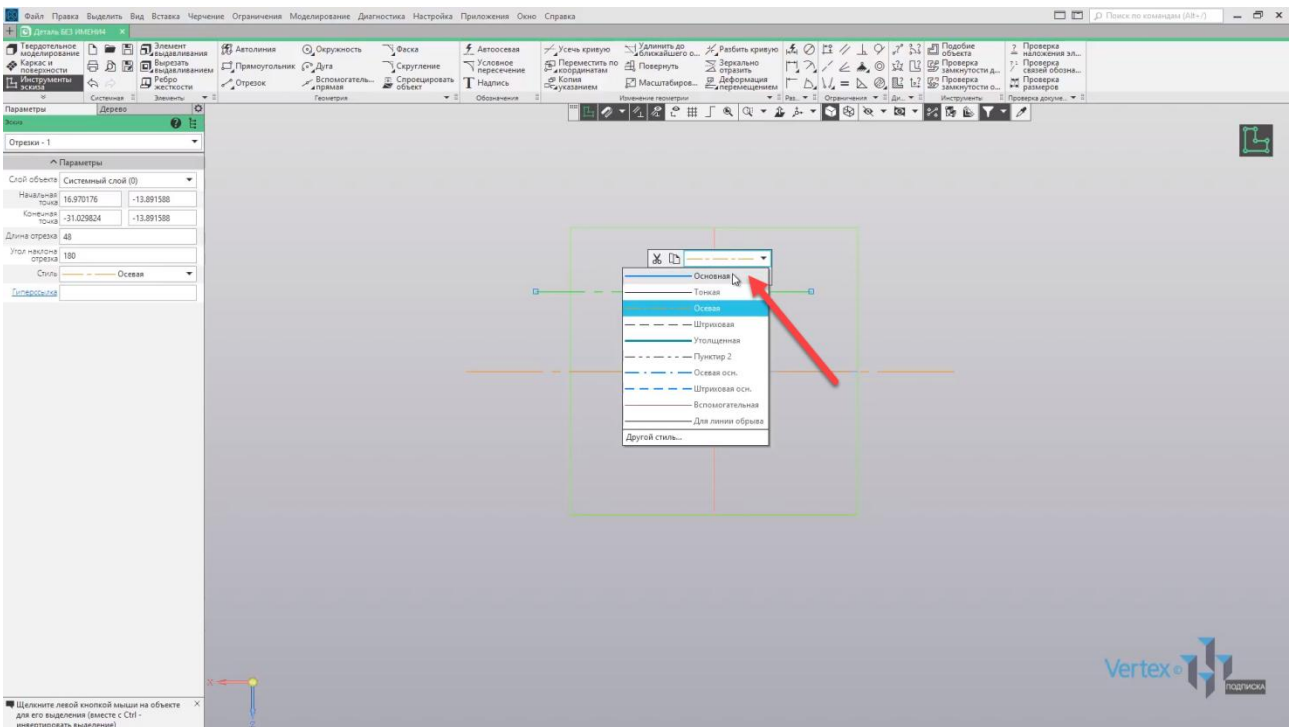 Файл Правка Выделить Вид Вставка Черчение Ограничения Моделирование Диагностика Настройка Приложения Окно Справка
Поиск по командам (Alt+/)
Деталь БЕЗ ИМЕНИ4
Твердотельное моделирование
Каркас и поверхности
Инструменты эскиза
Элемент выдавливания
Вырезать выдавливанием
Ребро жесткости
Автолиния
Прямоугольник
Отрезок
Окружность
Дуга
Вспомогатель... прямая
Фаска
Скругление
Спроецировать объект
Автоосевая
Условное пересечение
Надпись
Усечь кривую
Переместить по координатам
Копия указанием
Удлинить до ближайшего о...
Повернуть
Масштабиров...
Разбить кривую
Зеркально отразить
Деформация перемещением
Подобие объекта
Проверка замкнутости д...
Проверка замкнутости о...
Проверка наложения эл...
Проверка связей обозна...
Проверка размеров
Системная
Элементы
Геометрия
Обозначения
Изменение геометрии
Раз...
Ограничения
Ди...
Инструменты
Проверка докуме...
Параметры
Дерево
Эскиз
Отрезки - 1
Параметры
Слой объекта Системный слой (0)
Начальная точка 16.970176 -13.891588
Конечная точка -31.029824 -13.891588
Длина отрезка 48
Угол наклона отрезка 180
Стиль Осевая
Гиперссылка
Основная
Тонкая
Осевая
Штриховая
Утолщенная
Пунктир 2
Осевая осн.
Штриховая осн.
Вспомогательная
Для линии обрыва
Другой стиль...
X
Z
Vertex ©
ПОДПИСКА
Щелкните левой кнопкой мыши на объекте
для его выделения (вместе с Ctrl -
инвертировать выделение)